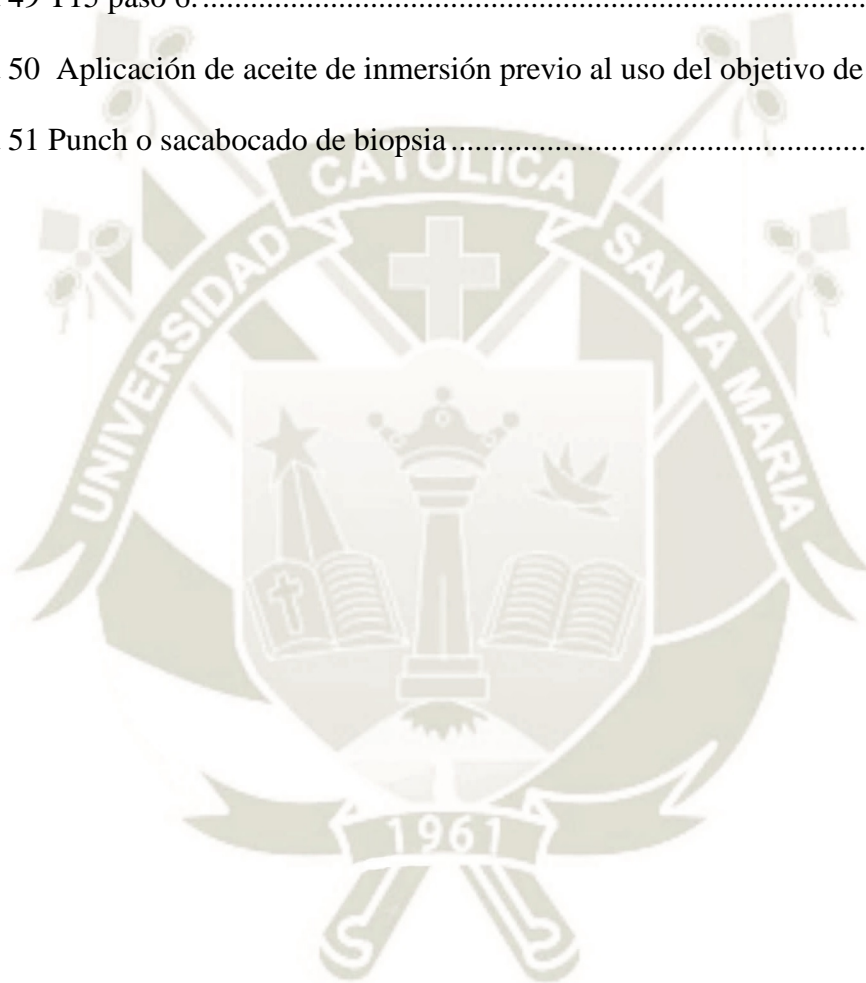 49 T15 paso 6.
50 Aplicación de aceite de inmersión previo al uso del objetivo de
51 Punch o sacabocado de biopsia
UNIVERSIDAD CATOLICA SANTA MARIA
1961